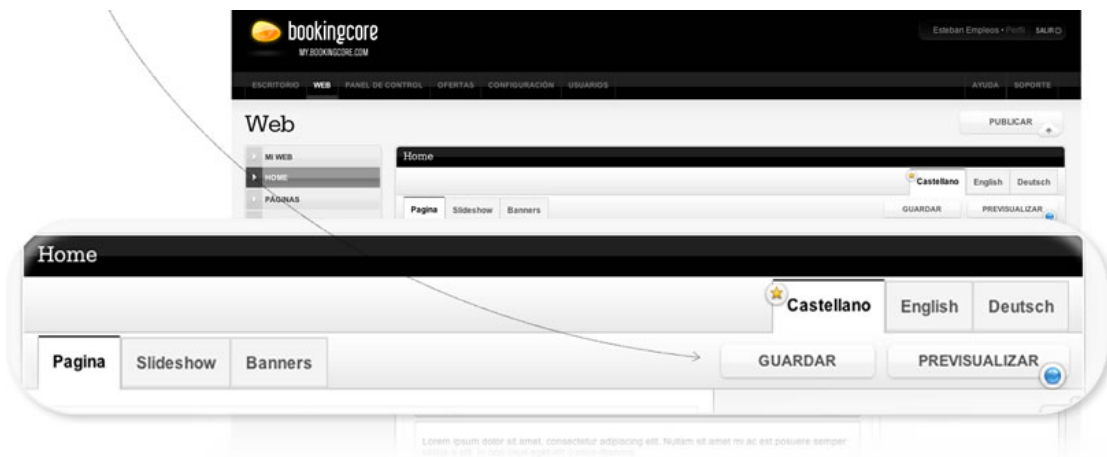 bookingcore
MY.BOOKINGCORE.COM
Esteban Empleos • Perfil SALIR
ESCRITORIO WEB PANEL DE CONTROL OFERTAS CONFIGURACIÓN USUARIOS AYUDA SOPORTE
Web
PUBLICAR
MI WEB
Home
HOME
Castellano English Deutsch
PÁGINAS
Pagina Slideshow Banners GUARDAR PREVISUALIZAR
Home
Castellano English Deutsch
Pagina Slideshow Banners GUARDAR PREVISUALIZAR
Lorem ipsum dolor sit amet, consectetur adipiscing elit. Nullam sit amet mi ac est posuere semper